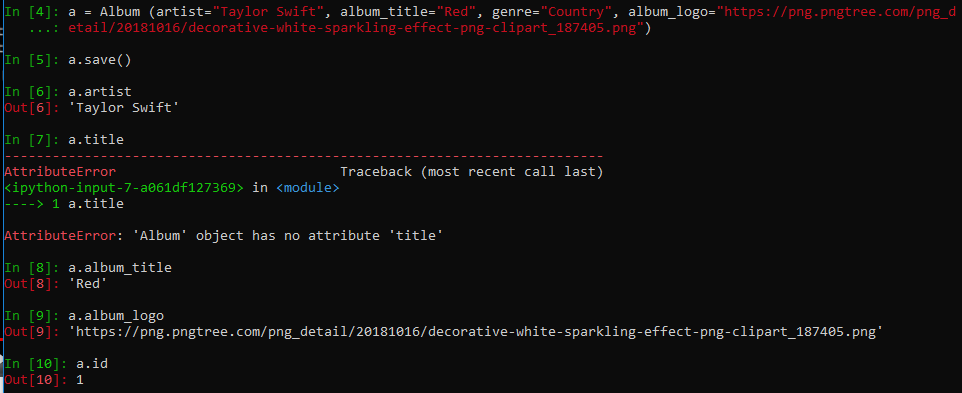 In [4]: a = Album (artist="Taylor Swift", album_title="Red", genre="Country", album_logo="https://png.pngtree.com/png_d
...: etail/20181016/decorative-white-sparkling-effect-png-clipart_187405.png")
In [5]: a.save()
In [6]: a.artist
Out[6]: 'Taylor Swift'
In [7]: a.title
---------------------------------------------------------------------------
AttributeError                            Traceback (most recent call last)
<ipython-input-7-a061df127369> in <module>
----> 1 a.title
AttributeError: 'Album' object has no attribute 'title'
In [8]: a.album_title
Out[8]: 'Red'
In [9]: a.album_logo
Out[9]: 'https://png.pngtree.com/png_detail/20181016/decorative-white-sparkling-effect-png-clipart_187405.png'
In [10]: a.id
Out[10]: 1